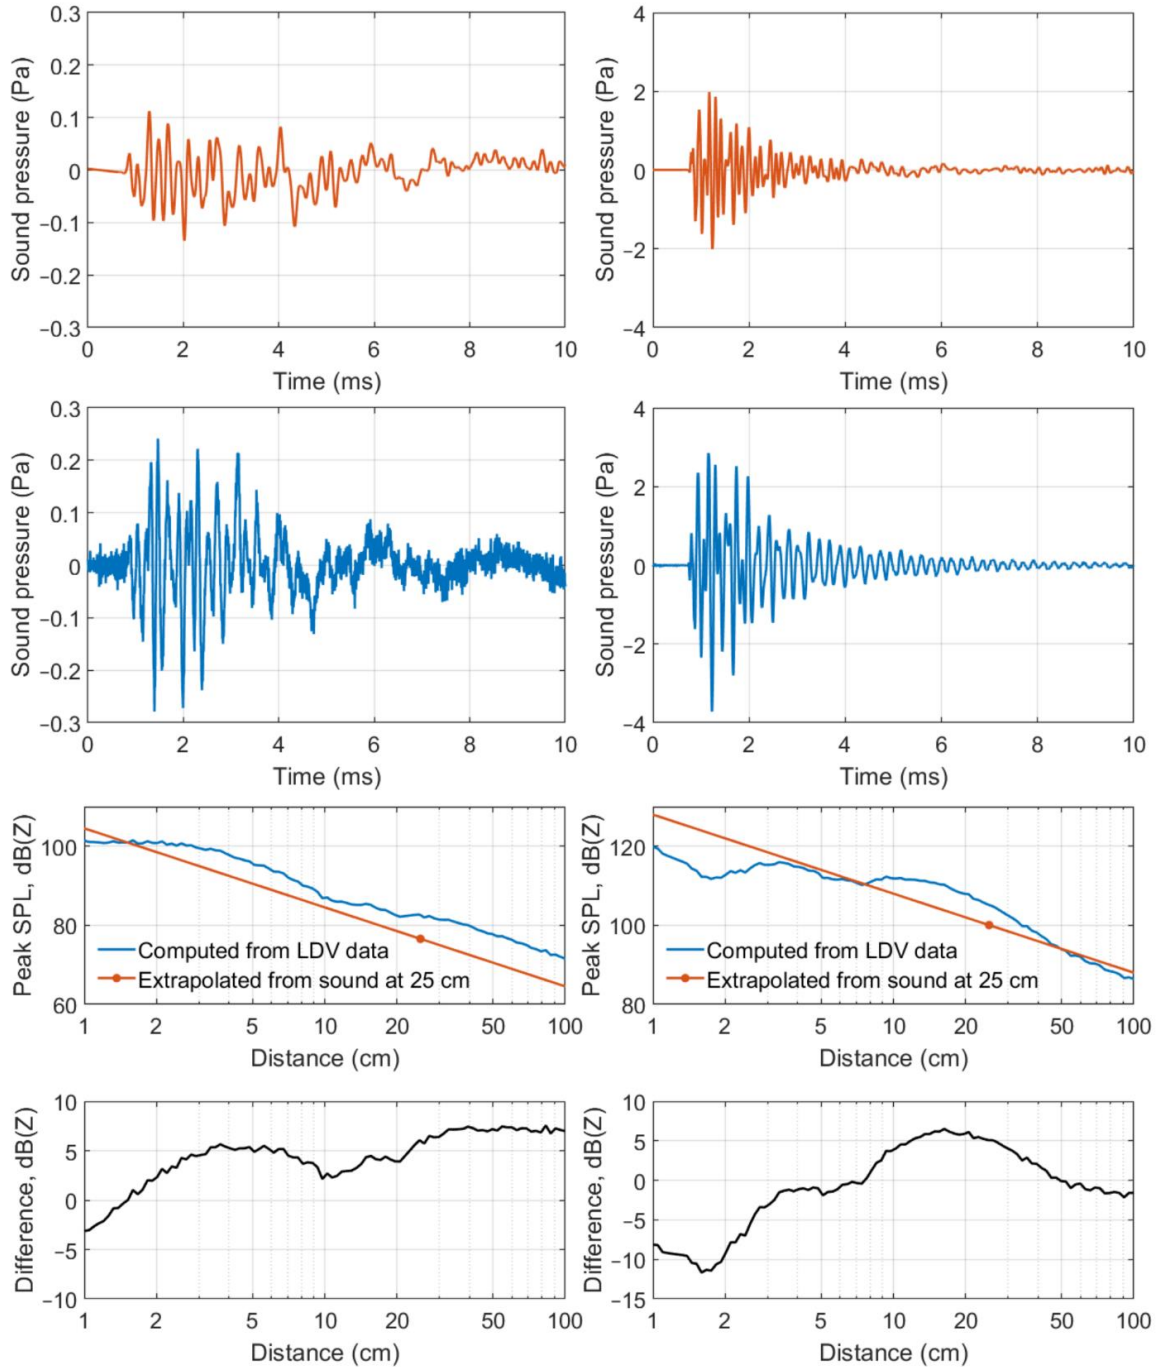 0.3
0.2
0.1
0
−0.1
−0.2
−0.3
Sound pressure (Pa)
0 2 4 6 8 10
Time (ms)
4
2
0
−2
−4
Sound pressure (Pa)
0 2 4 6 8 10
Time (ms)
0.3
0.2
0.1
0
−0.1
−0.2
−0.3
Sound pressure (Pa)
0 2 4 6 8 10
Time (ms)
4
2
0
−2
−4
Sound pressure (Pa)
0 2 4 6 8 10
Time (ms)
100
80
60
Peak SPL, dB(Z)
Computed from LDV data
Extrapolated from sound at 25 cm
1 2 5 10 20 50 100
Distance (cm)
120
100
80
Peak SPL, dB(Z)
Computed from LDV data
Extrapolated from sound at 25 cm
1 2 5 10 20 50 100
Distance (cm)
10
5
0
−5
−10
Difference, dB(Z)
1 2 5 10 20 50 100
Distance (cm)
10
5
0
−5
−10
−15
Difference, dB(Z)
1 2 5 10 20 50 100
Distance (cm)